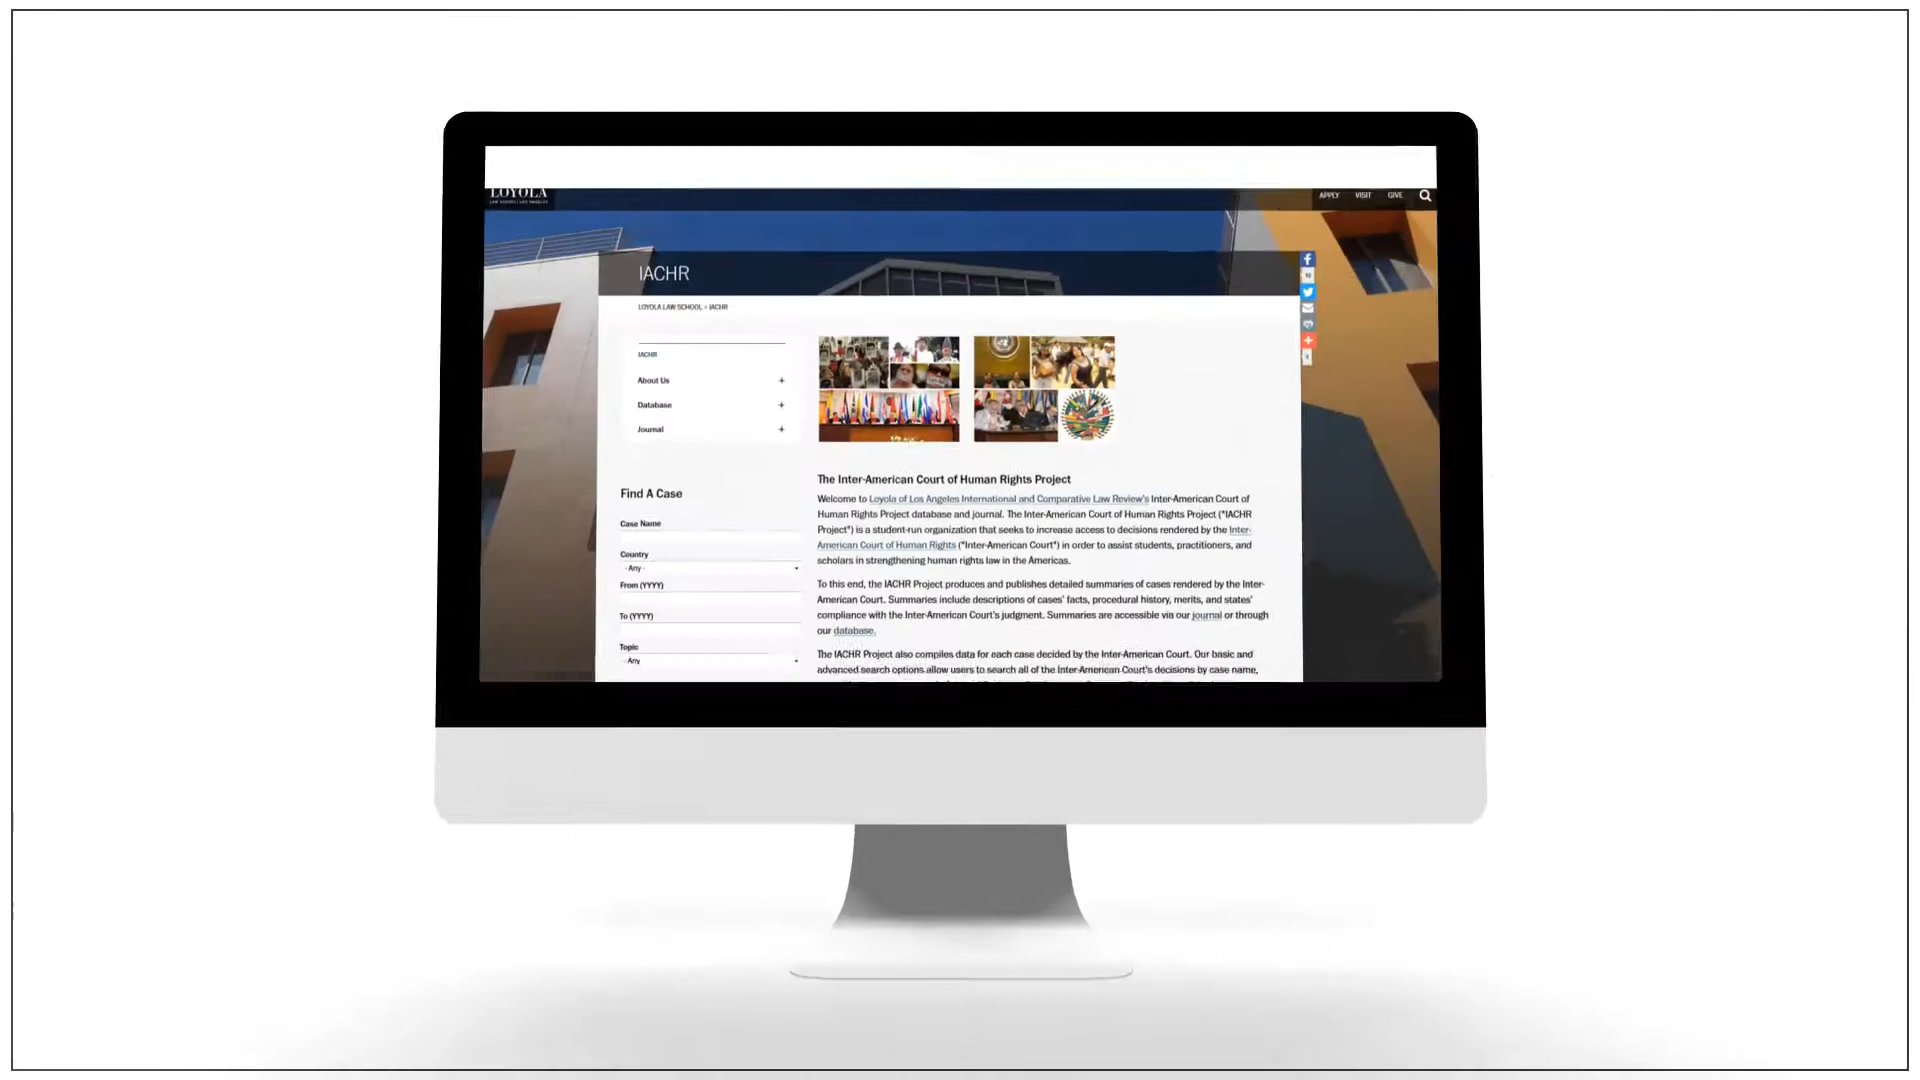 LOYOLA
LAW SCHOOL | LOS ANGELES
APPLY VISIT GIVE
IACHR
LOYOLA LAW SCHOOL > IACHR
IACHR
About Us +
Database +
Journal +
Find A Case
Case Name
Country
- Any -
From (YYYY)
To (YYYY)
Topic
- Any
The Inter-American Court of Human Rights Project
Welcome to Loyola of Los Angeles International and Comparative Law Review's Inter-American Court of
Human Rights Project database and journal. The Inter-American Court of Human Rights Project ("IACHR
Project") is a student-run organization that seeks to increase access to decisions rendered by the Inter-
American Court of Human Rights ("Inter-American Court") in order to assist students, practitioners, and
scholars in strengthening human rights law in the Americas.
To this end, the IACHR Project produces and publishes detailed summaries of cases rendered by the Inter-
American Court. Summaries include descriptions of cases' facts, procedural history, merits, and states'
compliance with the Inter-American Court's judgment. Summaries are accessible via our journal or through
our database.
The IACHR Project also compiles data for each case decided by the Inter-American Court. Our basic and
advanced search options allow users to search all of the Inter-American Court's decisions by case name,